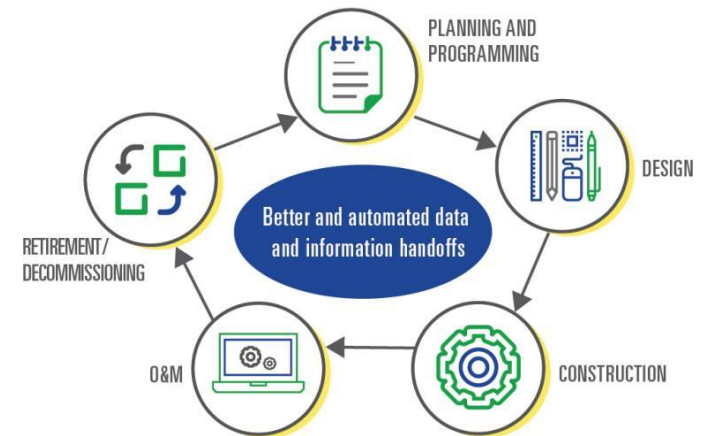 PLANNING AND
PROGRAMMING
DESIGN
Better and automated data
and information handoffs
RETIREMENT/
DECOMMISSIONING
O&M
CONSTRUCTION